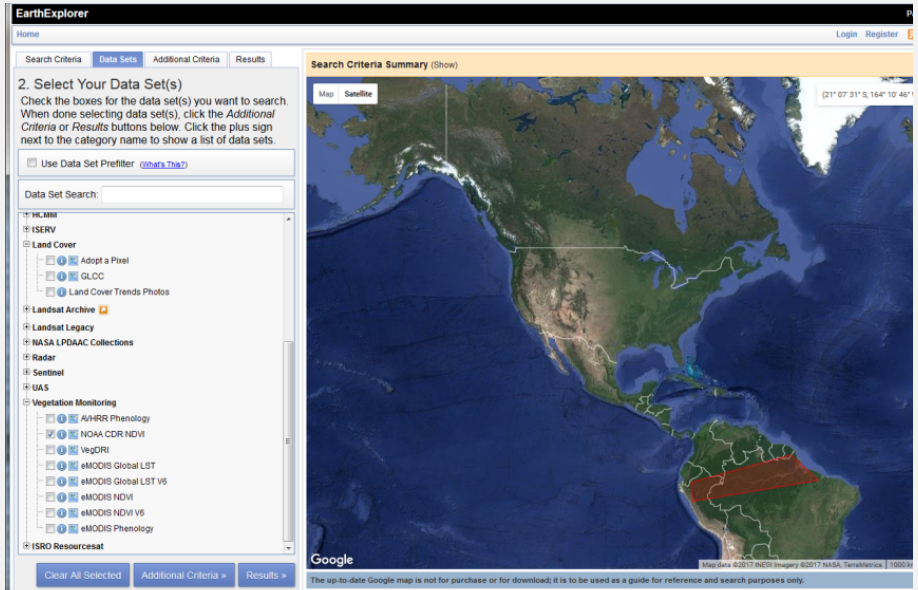 EarthExplorer
Home
Login Register
Search Criteria Data Sets Additional Criteria Results
2. Select Your Data Set(s)
Check the boxes for the data set(s) you want to search.
When done selecting data set(s), click the Additional
Criteria or Results buttons below. Click the plus sign
next to the category name to show a list of data sets.
Use Data Set Prefilter (What's This?)
Data Set Search:
HCMM
ISERV
Land Cover
Adopt a Pixel
GLCC
Land Cover Trends Photos
Landsat Archive
Landsat Legacy
NASA LPDAAC Collections
Radar
Sentinel
UAS
Vegetation Monitoring
AVHRR Phenology
NOAA CDR NDVI
VegDRI
eMODIS Global LST
eMODIS Global LST V6
eMODIS NDVI
eMODIS NDVI V6
eMODIS Phenology
ISRO Resourcesat
Clear All Selected Additional Criteria » Results »
Search Criteria Summary (Show)
Map Satellite
(21° 07' 31" S, 164° 10' 46"
Google
Map data ©2017 INEGI Imagery ©2017 NASA, TerraMetrics 1000 km
The up-to-date Google map is not for purchase or for download; it is to be used as a guide for reference and search purposes only.